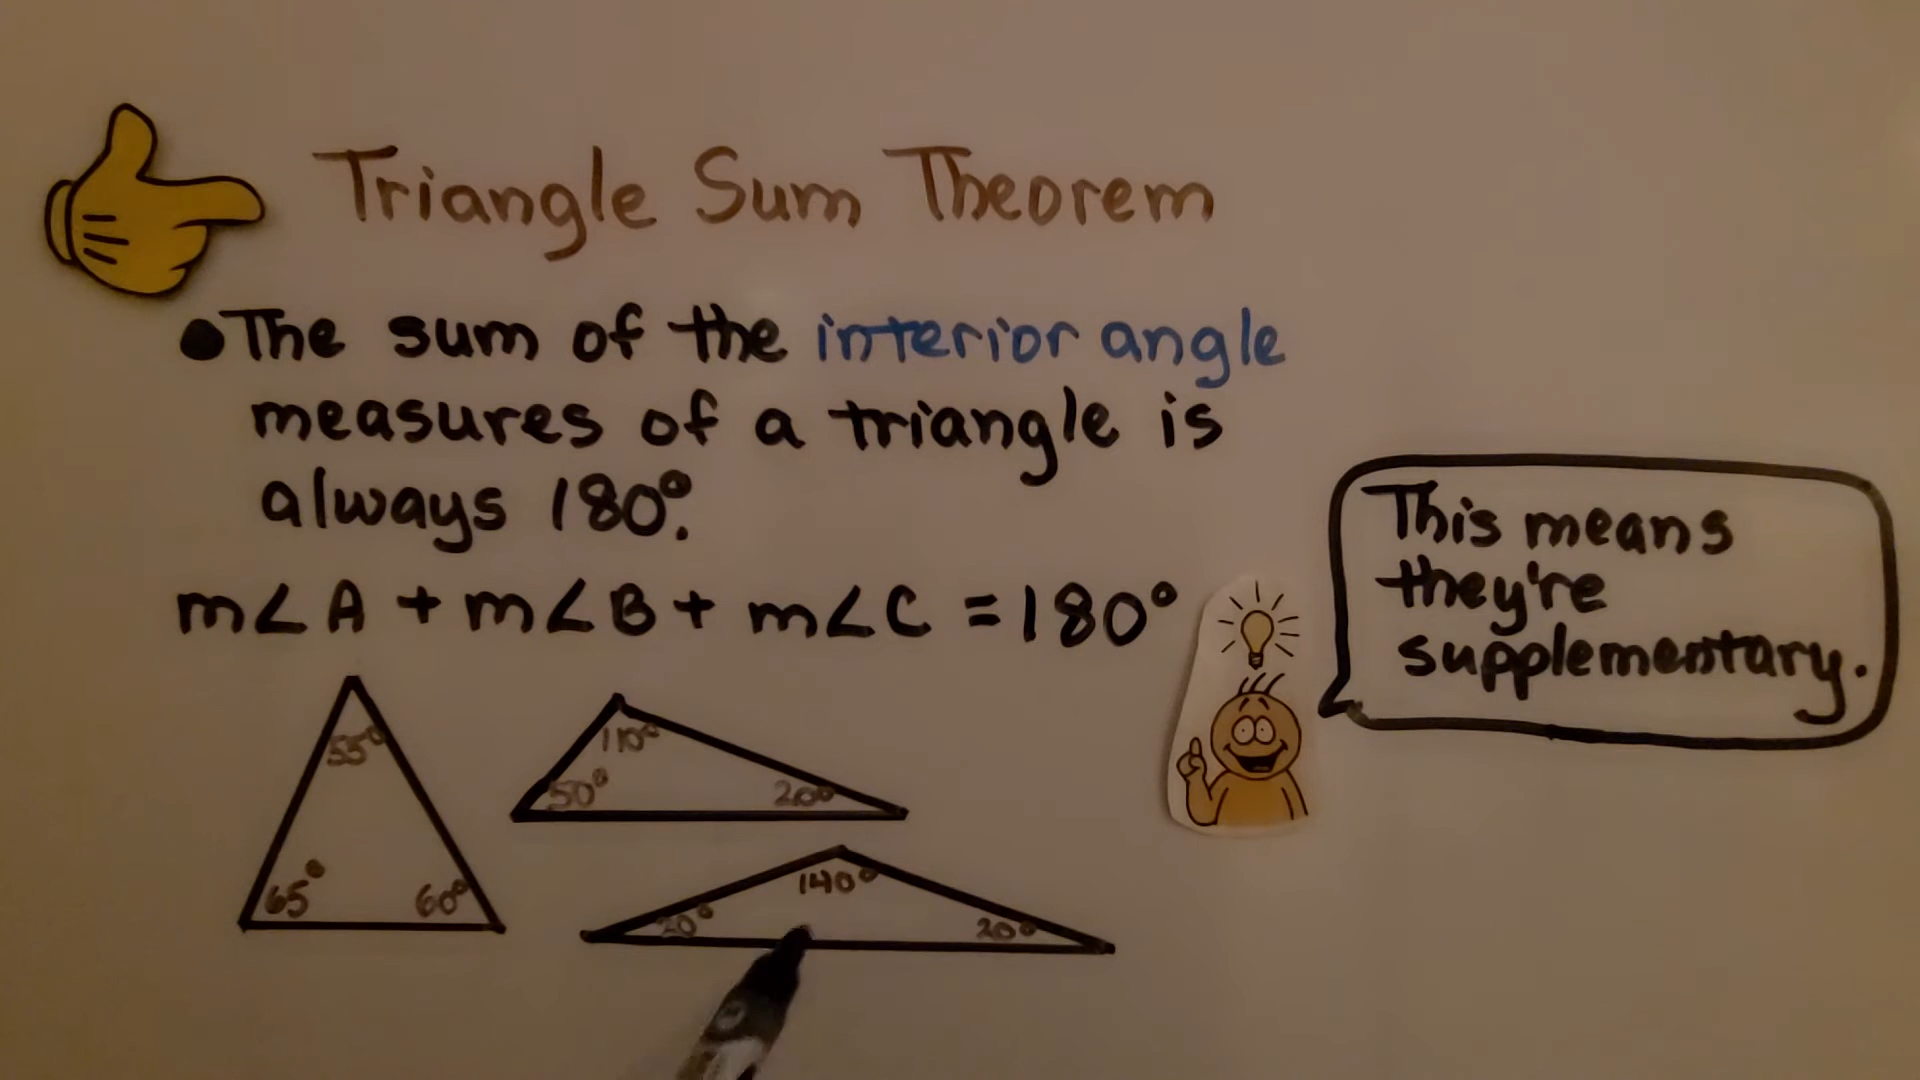 Triangle Sum Theorem
•The sum of the interior angle
measures of a triangle is
always 180°.
m∠A + m∠B + m∠C = 180°
This means
they're
supplementary.
55°
65°
60°
110°
50°
20°
140°
20°
20°